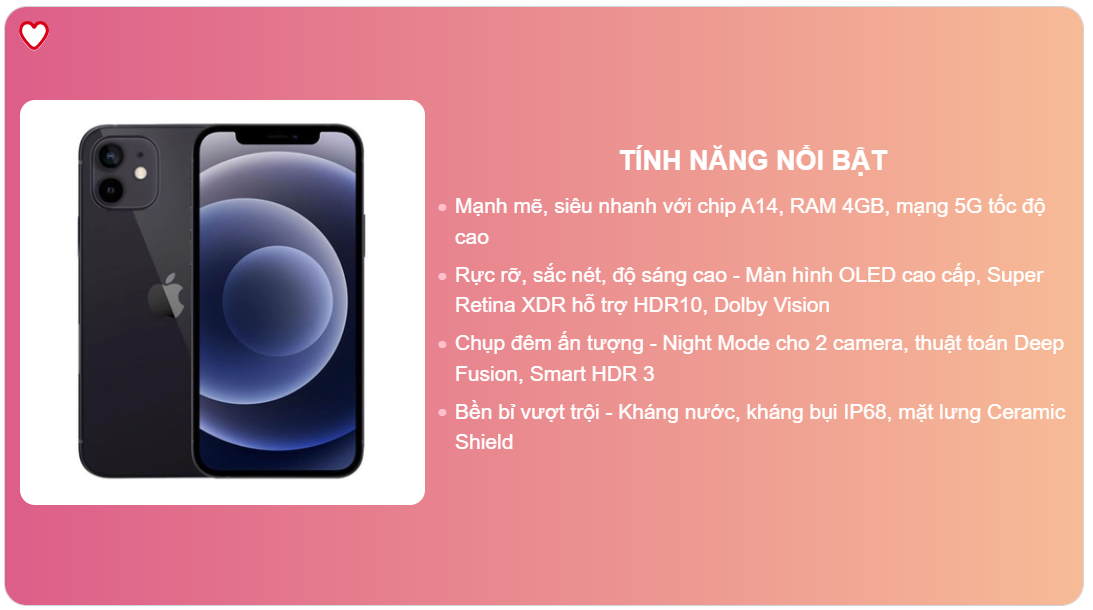 TÍNH NĂNG NỔI BẬT
Mạnh mẽ, siêu nhanh với chip A14, RAM 4GB, mạng 5G tốc độ
cao
Rực rỡ, sắc nét, độ sáng cao - Màn hình OLED cao cấp, Super
Retina XDR hỗ trợ HDR10, Dolby Vision
Chụp đêm ấn tượng - Night Mode cho 2 camera, thuật toán Deep
Fusion, Smart HDR 3
Bền bỉ vượt trội - Kháng nước, kháng bụi IP68, mặt lưng Ceramic
Shield